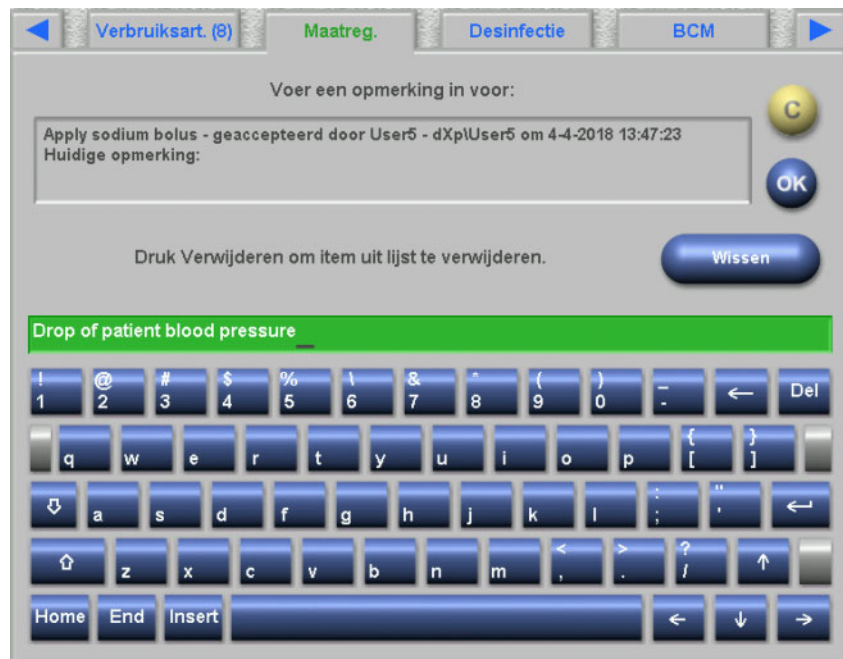 Verbruiksart. (8) Maatreg. Desinfectie BCM
Voer een opmerking in voor:
C
Apply sodium bolus - geaccepteerd door User5 - dXp\User5 om 4-4-2018 13:47:23
Huidige opmerking:
OK
Druk Verwijderen om item uit lijst te verwijderen.
Wissen
Drop of patient blood pressure_
! @ # $ % \ & * ( ) _
1 2 3 4 5 6 7 8 9 0 - ← Del
{ }
q w e r t y u i o p [ ]
: "
⇩ a s d f g h j k l ; ' ↵
< > ?
⇧ z x c v b n m , . / ↑
Home End Insert ← ↓ →